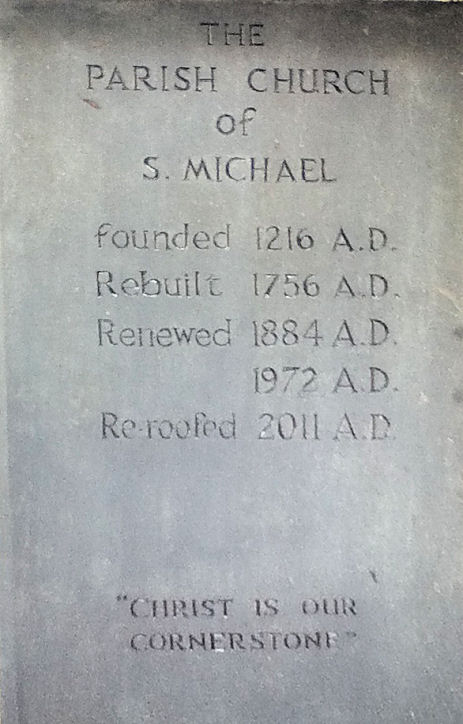 THE
PARISH CHURCH
of
S. MICHAEL
founded 1216 A.D.
Rebuilt 1756 A.D.
Renewed 1884 A.D.
1972 A.D.
Re-roofed 2011 A.D.
"CHRIST IS OUR
CORNERSTONE"